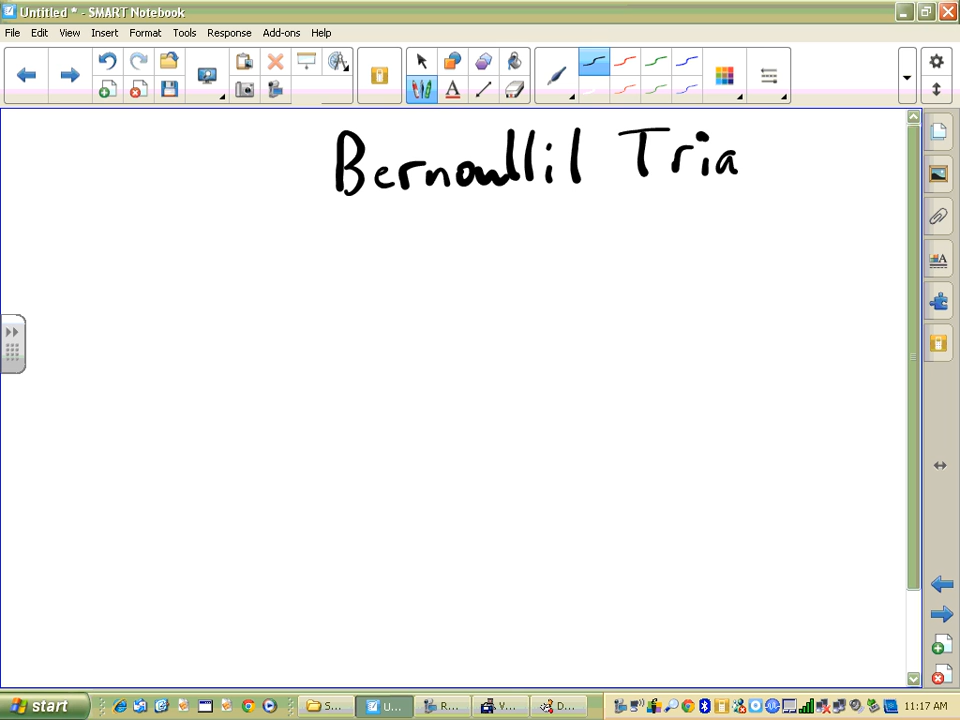 Untitled * - SMART Notebook
File Edit View Insert Format Tools Response Add-ons Help
Bernoullil Tria
start S... U... R... Y... D... 11:17 AM